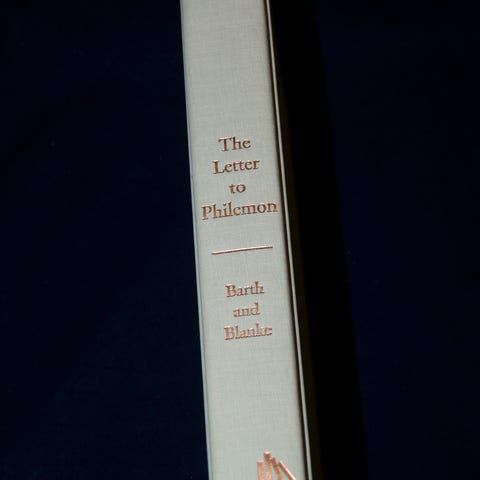 The
Letter
to
Philemon
Barth
and
Blanke